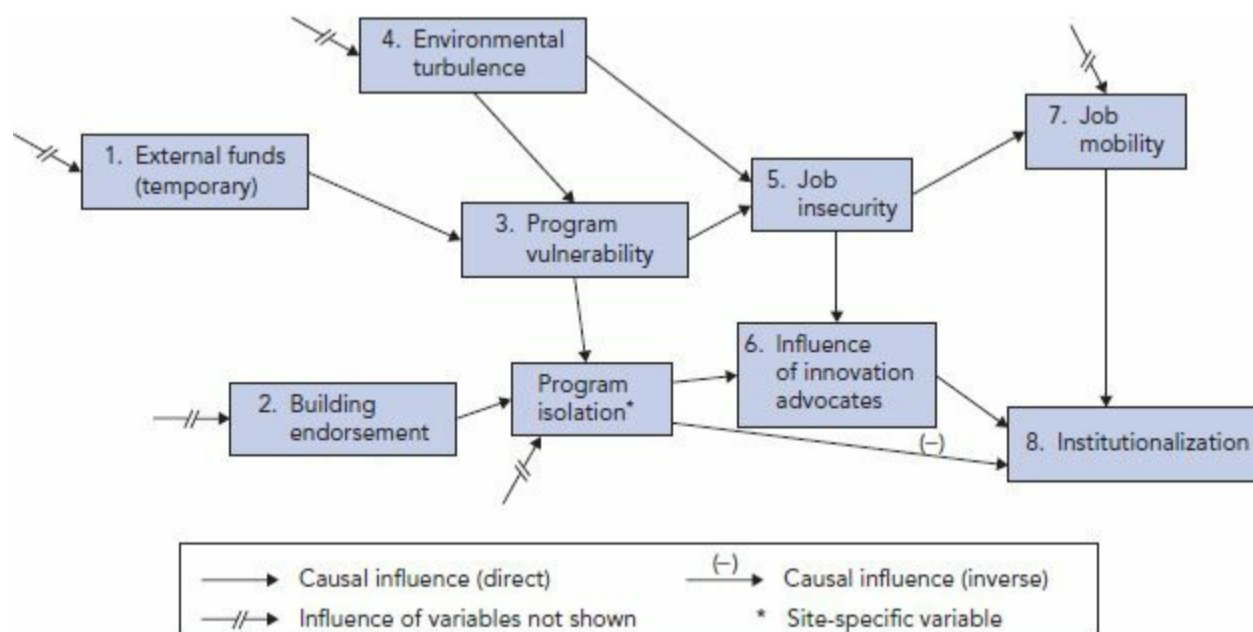 4. Environmental
turbulence
7. Job
mobility
1. External funds
(temporary)
5. Job
insecurity
3. Program
vulnerability
6. Influence
of innovation
advocates
Program
isolation*
2. Building
endorsement
(–)
8. Institutionalization
Causal influence (direct)
(–)
Causal influence (inverse)
Influence of variables not shown
* Site-specific variable